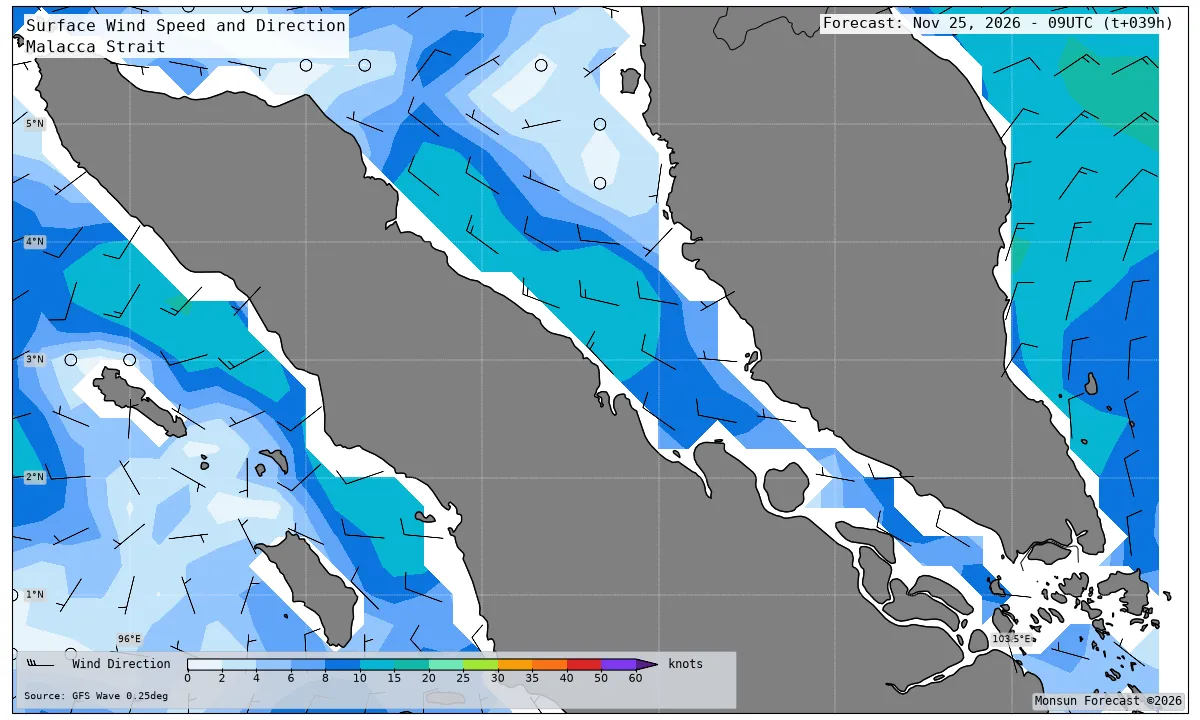 Surface Wind Speed and Direction
Malacca Strait
Forecast: Nov 25, 2026 - 09UTC (t+039h)
5°N
4°N
3°N
2°N
1°N
96°E
103.5°E
Wind Direction
0 2 4 6 8 10 15 20 25 30 35 40 50 60
knots
Source: GFS Wave 0.25deg
Monsun Forecast ©2026